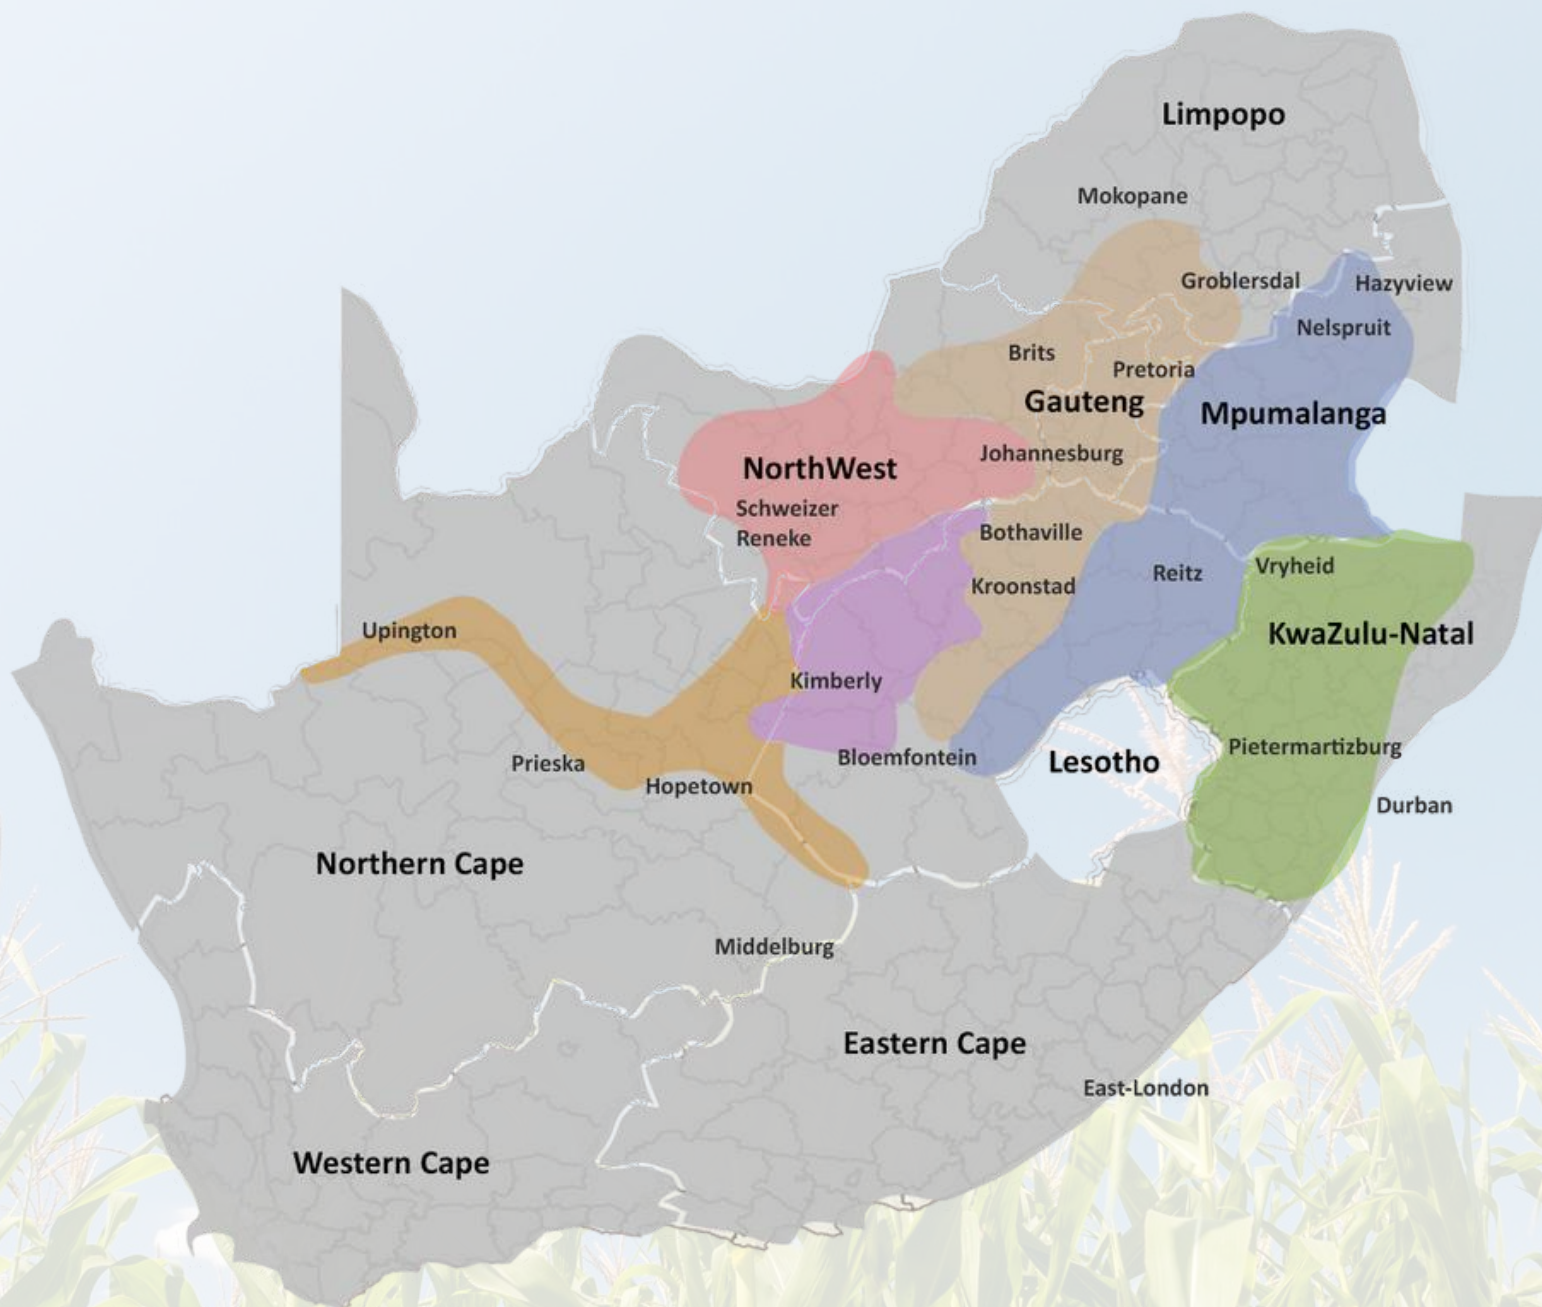 Limpopo
Mokopane
Groblersdal
Hazyview
Nelspruit
Brits
Pretoria
Gauteng
Mpumalanga
Johannesburg
NorthWest
Schweizer
Reneke
Bothaville
Vryheid
Reitz
Kroonstad
Upington
KwaZulu-Natal
Kimberly
Pietermartizburg
Bloemfontein
Lesotho
Prieska
Hopetown
Durban
Northern Cape
Middelburg
Eastern Cape
East-London
Western Cape